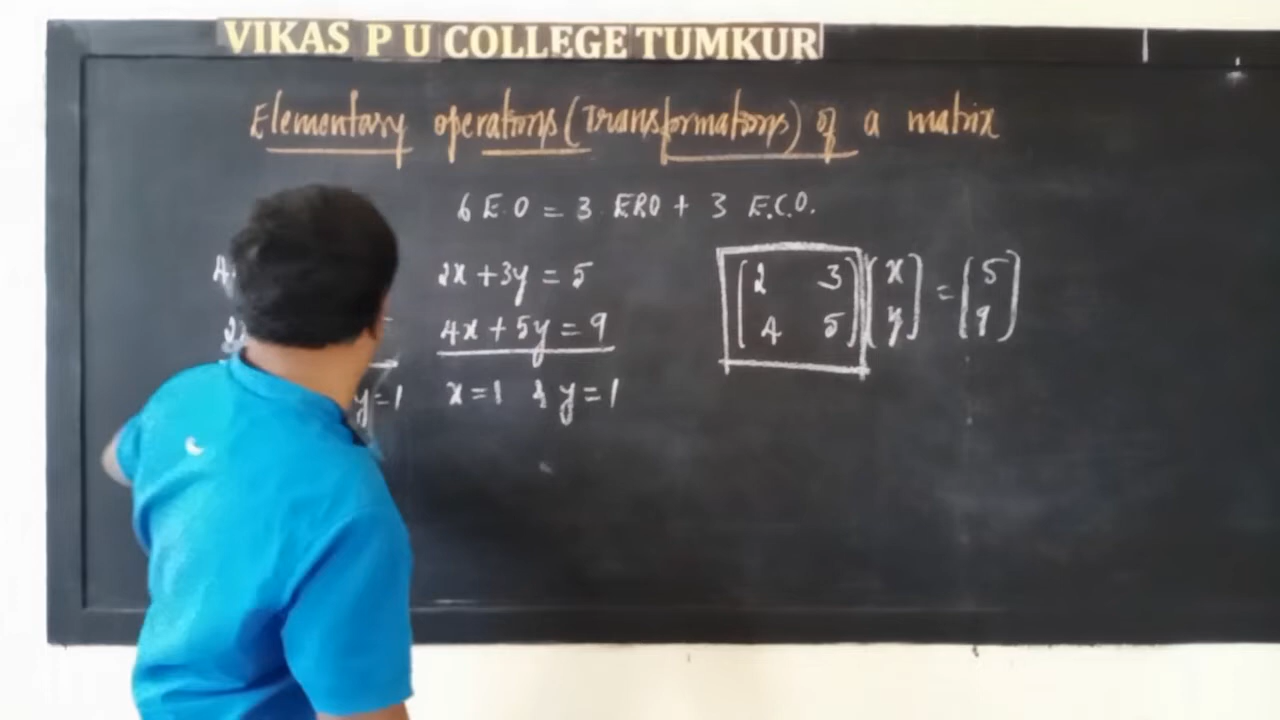 VIKAS P U COLLEGE TUMKUR
Elementary operations (Transformations) of a matrix
6 E.O = 3 ERO + 3 E.C.O.
2x + 3y = 5
4x + 5y = 9
x = 1 & y = 1
y = 1
(2 3
4 5) (x
y) = (5
9)